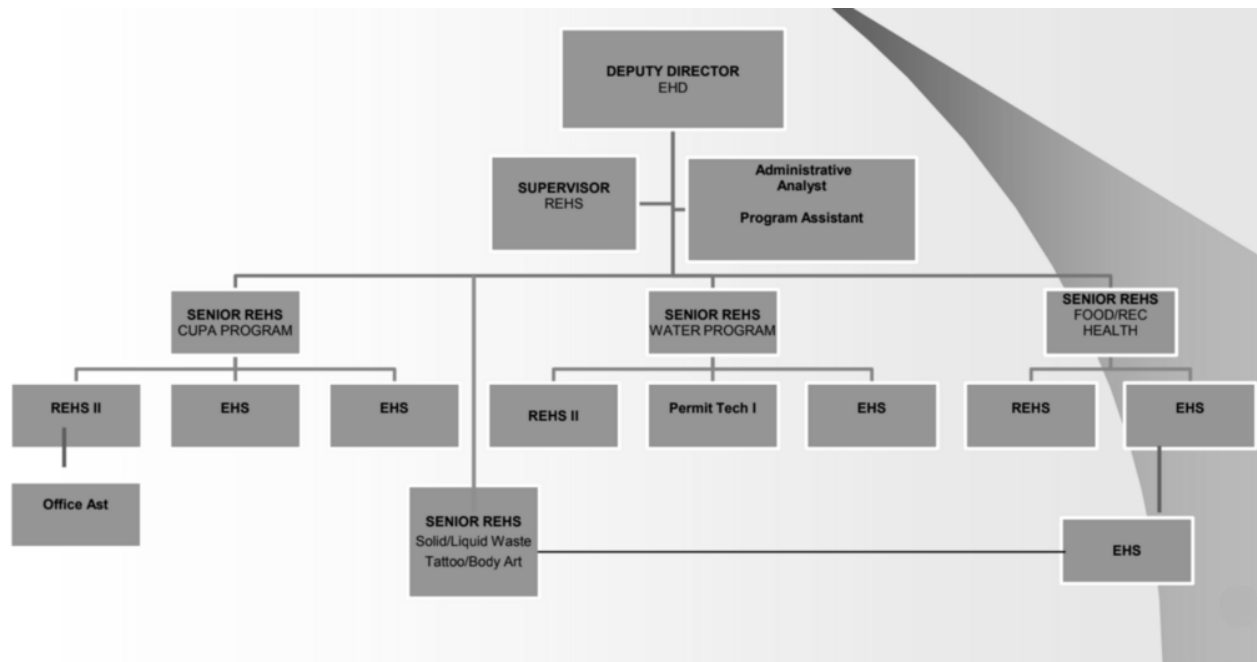 DEPUTY DIRECTOR
EHD
SUPERVISOR
REHS
Administrative
Analyst
Program Assistant
SENIOR REHS
CUPA PROGRAM
SENIOR REHS
WATER PROGRAM
SENIOR REHS
FOOD/REC
HEALTH
REHS II
EHS
EHS
REHS II
Permit Tech I
EHS
REHS
EHS
Office Ast
SENIOR REHS
Solid/Liquid Waste
Tattoo/Body Art
EHS